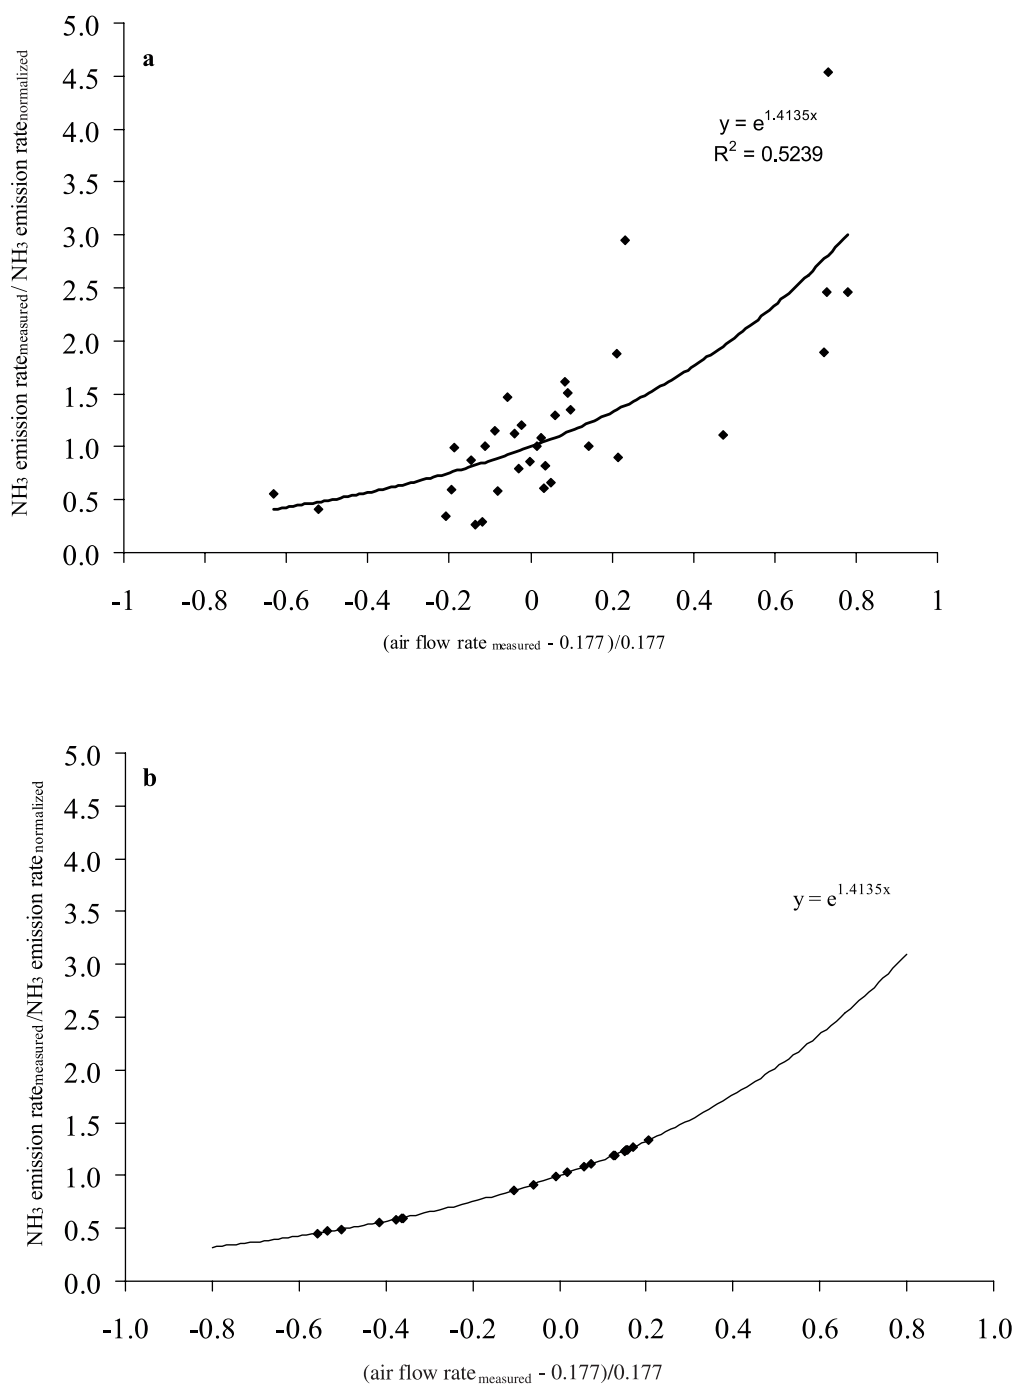 a
NH3 emission rate measured / NH3 emission rate normalized
5.0
4.5
4.0
3.5
3.0
2.5
2.0
1.5
1.0
0.5
0.0
y = e^1.4135x
R² = 0.5239
-1 -0.8 -0.6 -0.4 -0.2 0 0.2 0.4 0.6 0.8 1
(air flow rate measured - 0.177)/0.177
b
NH3 emission rate measured/NH3 emission rate normalized
5.0
4.5
4.0
3.5
3.0
2.5
2.0
1.5
1.0
0.5
0.0
y = e^1.4135x
-1.0 -0.8 -0.6 -0.4 -0.2 0.0 0.2 0.4 0.6 0.8 1.0
(air flow rate measured - 0.177)/0.177